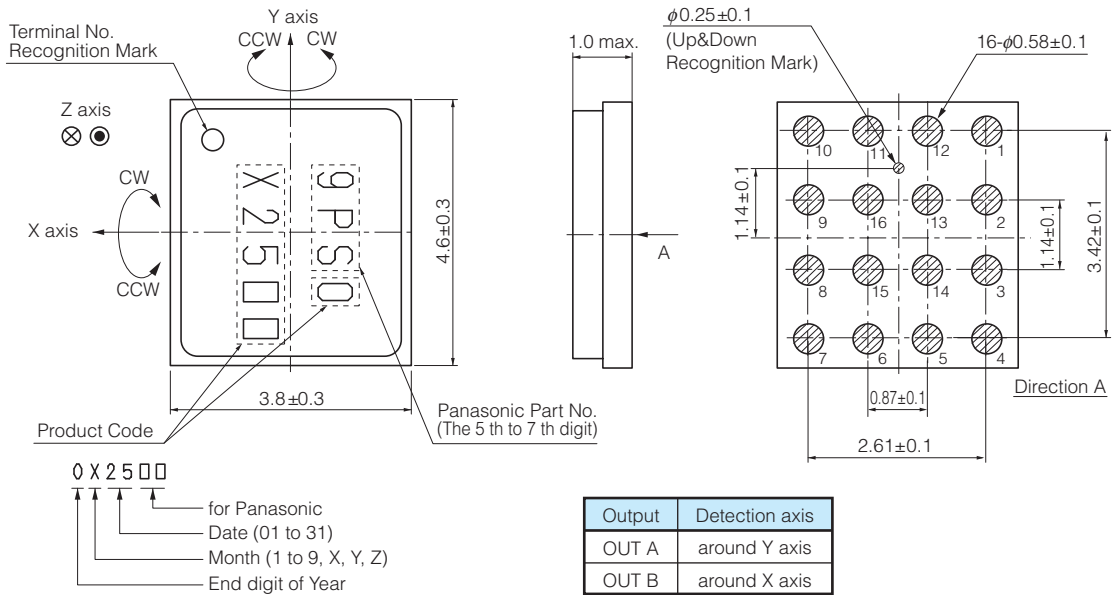 Terminal No.
Recognition Mark
Y axis
CCW CW
Z axis
CW
X axis
CCW
X25□□
9PS0
4.6±0.3
3.8±0.3
Product Code
Panasonic Part No.
(The 5 th to 7 th digit)
0X25□□
for Panasonic
Date (01 to 31)
Month (1 to 9, X, Y, Z)
End digit of Year
1.0 max.
A
ϕ0.25±0.1
(Up&Down
Recognition Mark)
16-ϕ0.58±0.1
10 11 12 1
9 16 13 2
8 15 14 3
7 6 5 4
1.14±0.1
1.14±0.1
3.42±0.1
0.87±0.1
2.61±0.1
Direction A
Output Detection axis
OUT A around Y axis
OUT B around X axis